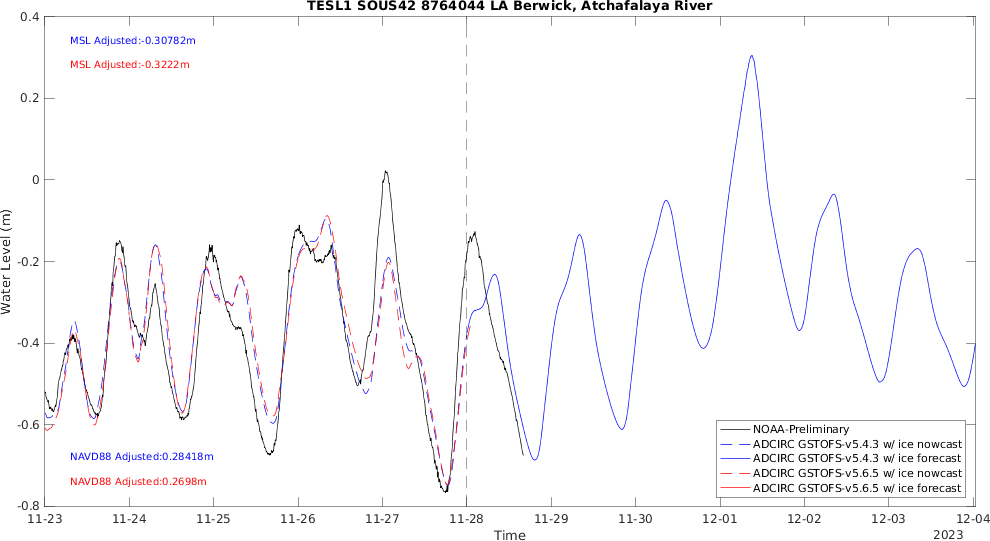 TESL1 SOUS42 8764044 LA Berwick, Atchafalaya River
0.4
0.2
0
-0.2
-0.4
-0.6
-0.8
Water Level (m)
MSL Adjusted:-0.30782m
MSL Adjusted:-0.3222m
NAVD88 Adjusted:0.28418m
NAVD88 Adjusted:0.2698m
NOAA-Preliminary
ADCIRC GSTOFS-v5.4.3 w/ ice nowcast
ADCIRC GSTOFS-v5.4.3 w/ ice forecast
ADCIRC GSTOFS-v5.6.5 w/ ice nowcast
ADCIRC GSTOFS-v5.6.5 w/ ice forecast
11-23 11-24 11-25 11-26 11-27 11-28 11-29 11-30 12-01 12-02 12-03 12-04
Time
2023